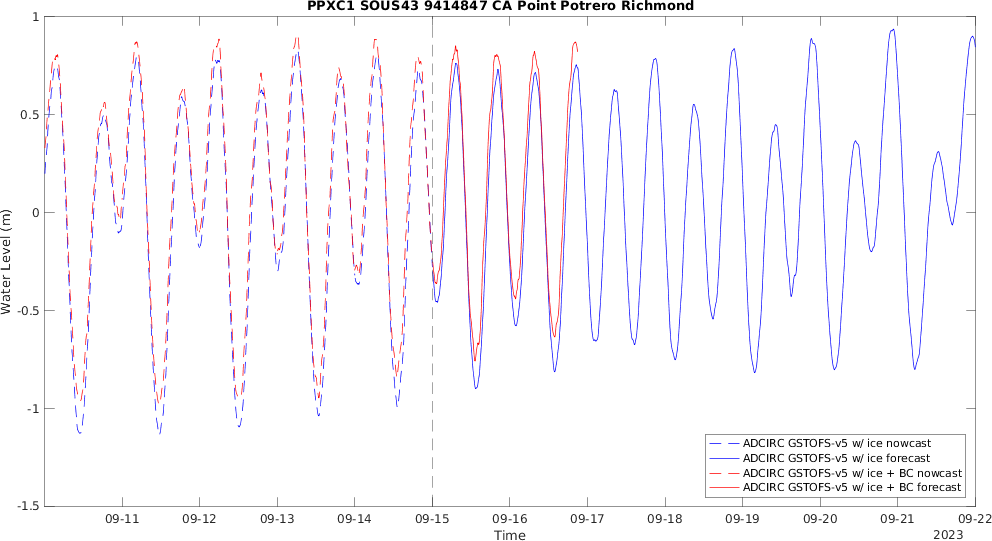 PPXC1 SOUS43 9414847 CA Point Potrero Richmond
Water Level (m)
1
0.5
0
-0.5
-1
-1.5
ADCIRC GSTOFS-v5 w/ ice nowcast
ADCIRC GSTOFS-v5 w/ ice forecast
ADCIRC GSTOFS-v5 w/ ice + BC nowcast
ADCIRC GSTOFS-v5 w/ ice + BC forecast
09-11 09-12 09-13 09-14 09-15 09-16 09-17 09-18 09-19 09-20 09-21 09-22
Time
2023